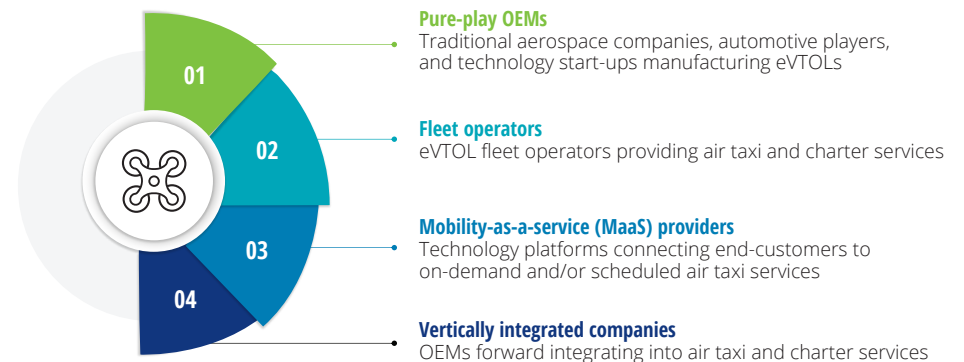 01
Pure-play OEMs
Traditional aerospace companies, automotive players,
and technology start-ups manufacturing eVTOLs
02
Fleet operators
eVTOL fleet operators providing air taxi and charter services
03
Mobility-as-a-service (MaaS) providers
Technology platforms connecting end-customers to
on-demand and/or scheduled air taxi services
04
Vertically integrated companies
OEMs forward integrating into air taxi and charter services